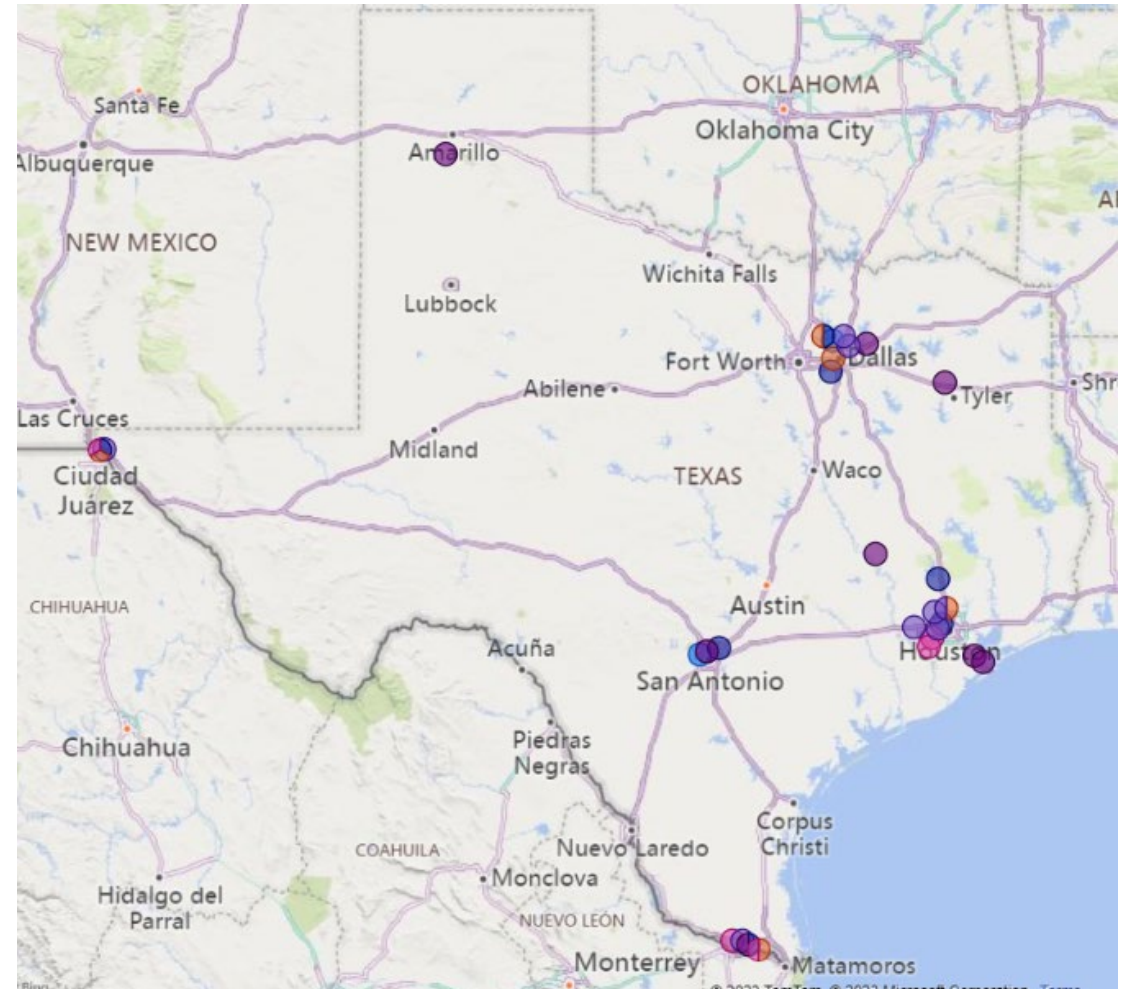 OKLAHOMA
Santa Fe
Oklahoma City
Amarillo
Albuquerque
NEW MEXICO
Wichita Falls
Lubbock
Fort Worth
Dallas
Abilene
Tyler
Shr
Las Cruces
Midland
Ciudad
Juárez
TEXAS
Waco
CHIHUAHUA
Austin
Acuña
Houston
San Antonio
Chihuahua
Piedras
Negras
Corpus
Christi
Nuevo Laredo
COAHUILA
Monclova
Hidalgo del
Parral
NUEVO LEÓN
Monterrey
Matamoros